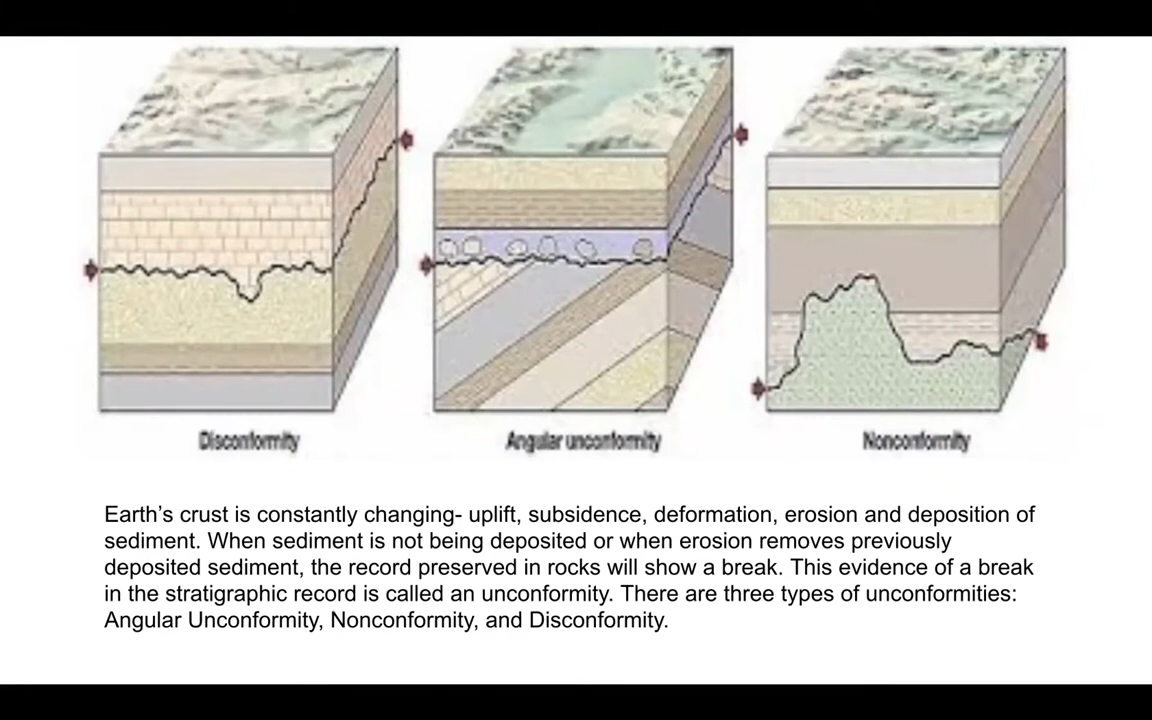 Disconformity
Angular unconformity
Nonconformity
Earth’s crust is constantly changing- uplift, subsidence, deformation, erosion and deposition of
sediment. When sediment is not being deposited or when erosion removes previously
deposited sediment, the record preserved in rocks will show a break. This evidence of a break
in the stratigraphic record is called an unconformity. There are three types of unconformities:
Angular Unconformity, Nonconformity, and Disconformity.